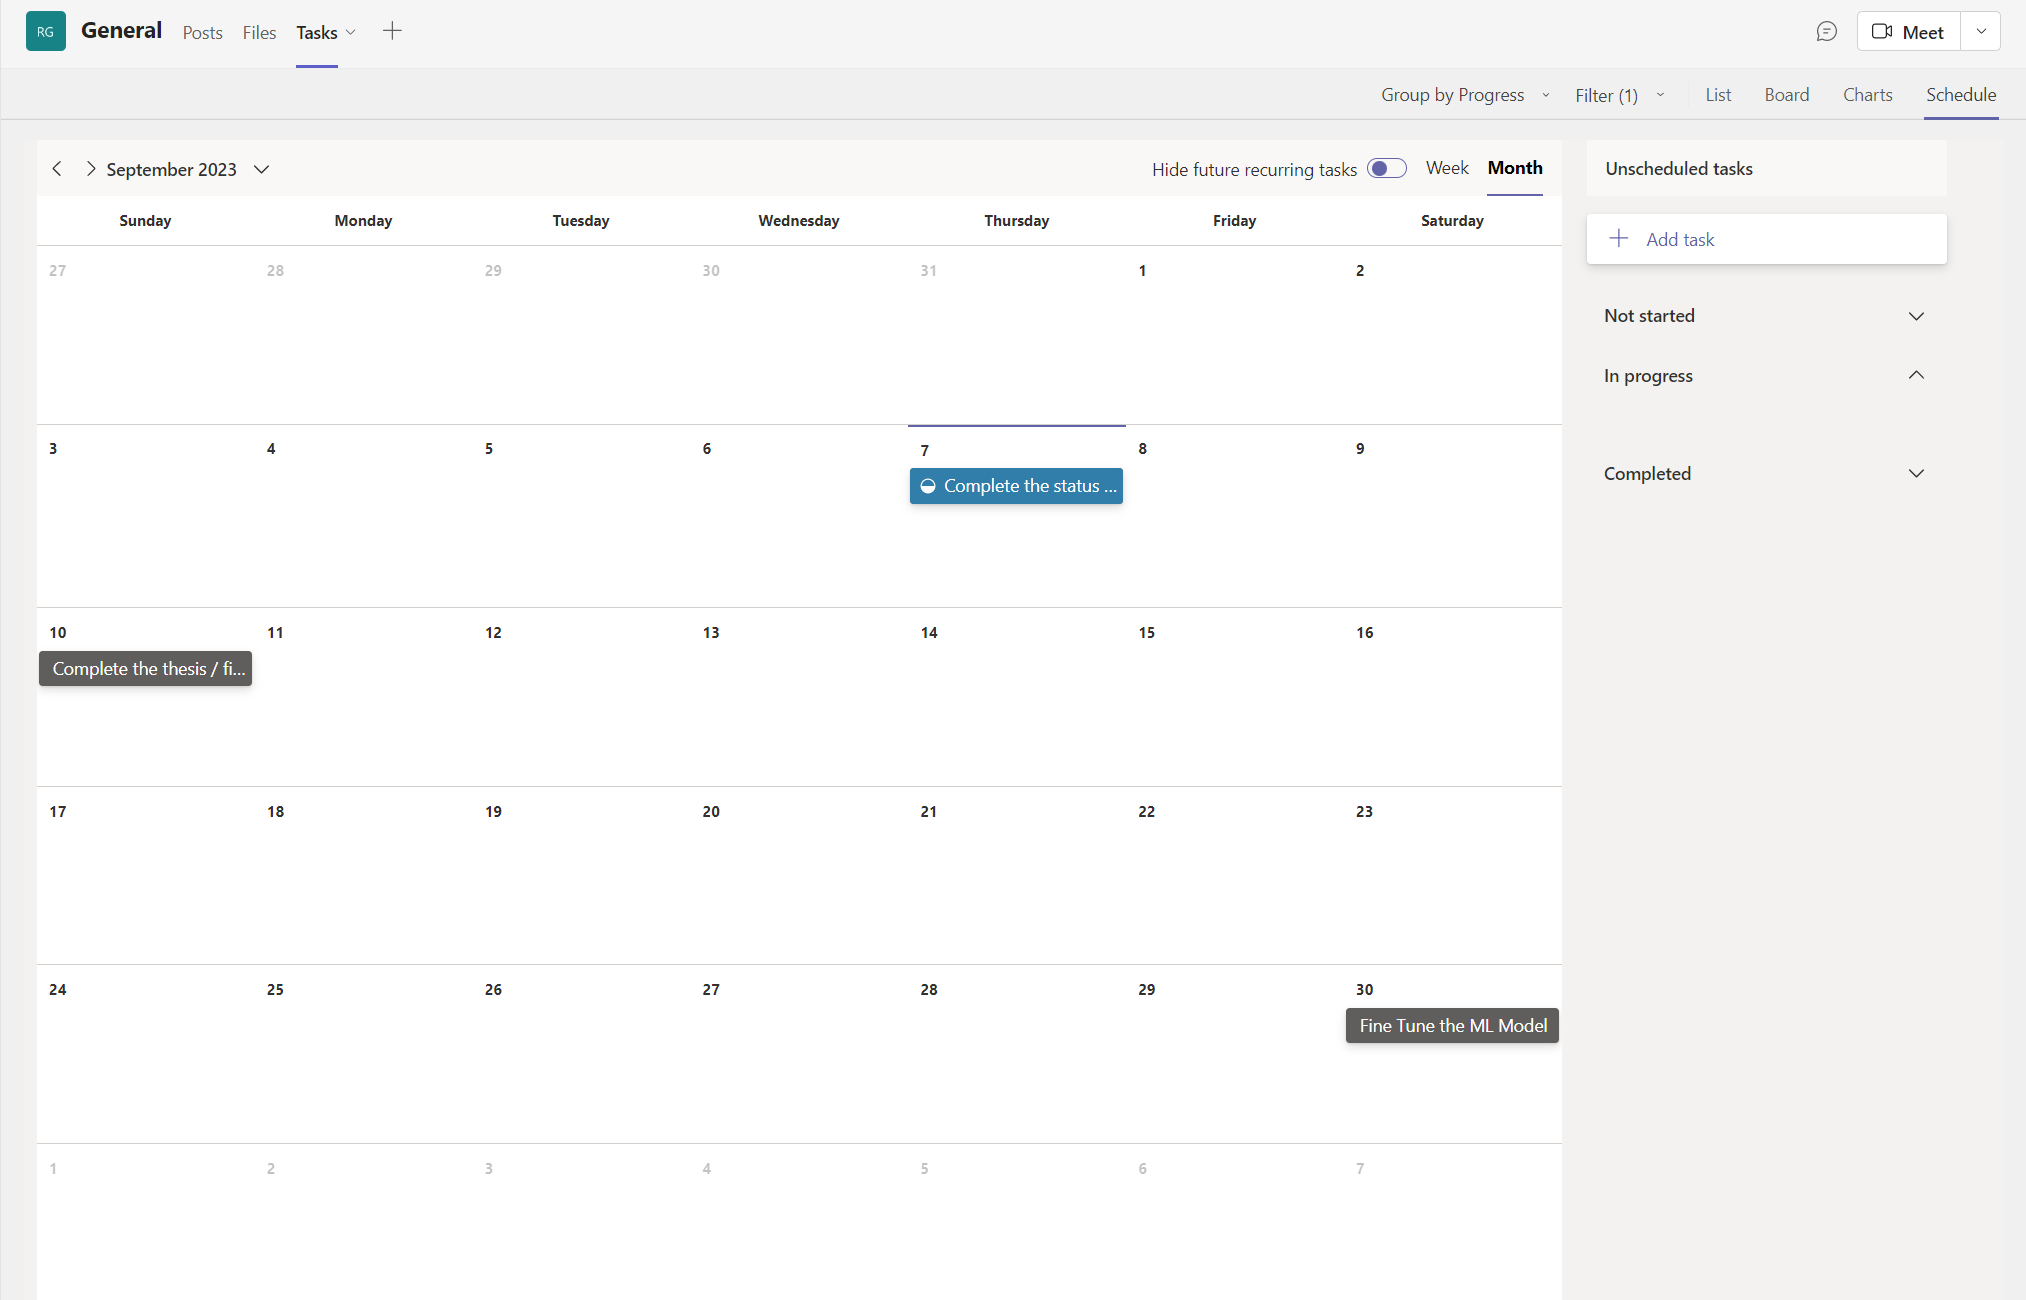 RG General Posts Files Tasks Meet
Group by Progress Filter (1) List Board Charts Schedule
September 2023 Hide future recurring tasks Week Month
Sunday Monday Tuesday Wednesday Thursday Friday Saturday
27 28 29 30 31 1 2
3 4 5 6 7 8 9
Complete the status ...
10 11 12 13 14 15 16
Complete the thesis / fi...
17 18 19 20 21 22 23
24 25 26 27 28 29 30
Fine Tune the ML Model
1 2 3 4 5 6 7
Unscheduled tasks
Add task
Not started
In progress
Completed